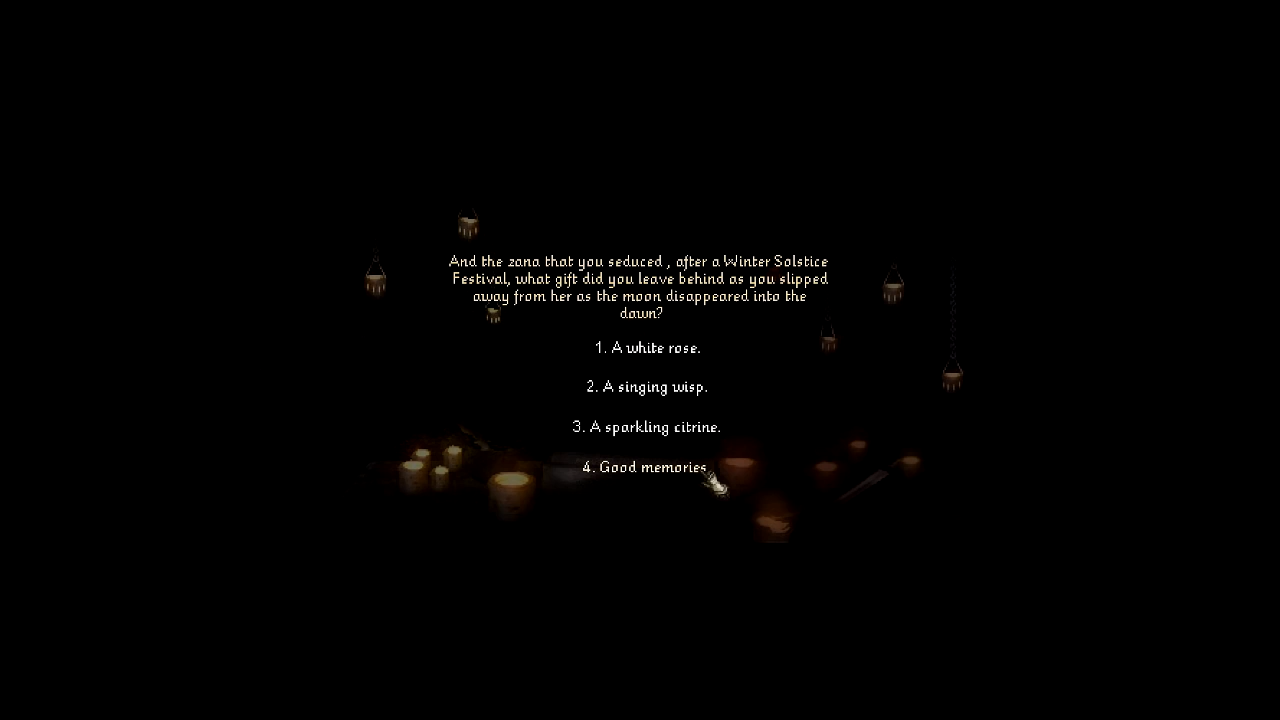 And the zana that you seduced , after a Winter Solstice
Festival, what gift did you leave behind as you slipped
away from her as the moon disappeared into the
dawn?
1. A white rose.
2. A singing wisp.
3. A sparkling citrine.
4. Good memories